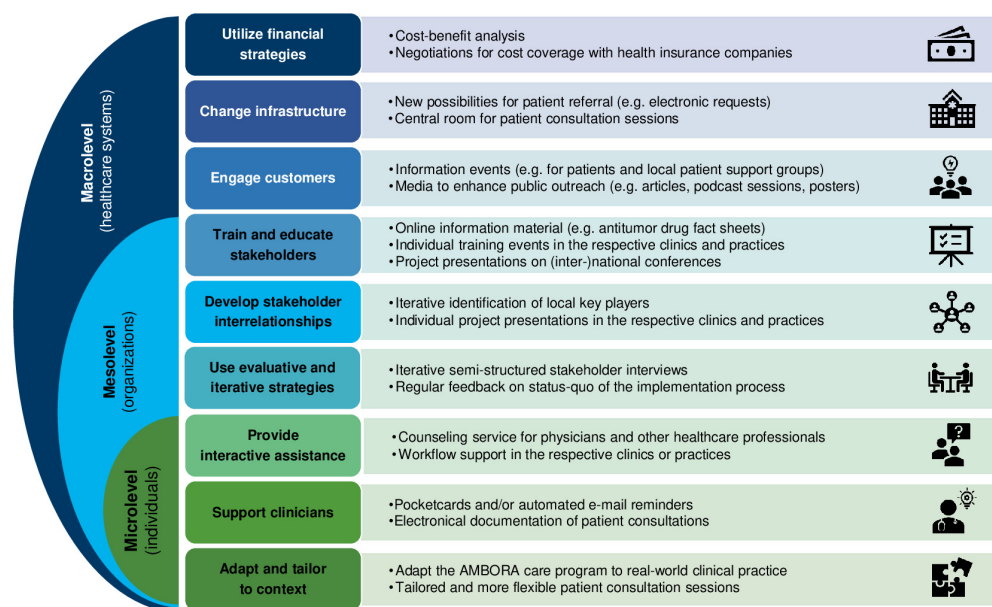 Macrolevel
(healthcare systems)
Mesolevel
(organizations)
Microlevel
(individuals)
Utilize financial
strategies
•Cost-benefit analysis
•Negotiations for cost coverage with health insurance companies
Change infrastructure
•New possibilities for patient referral (e.g. electronic requests)
•Central room for patient consultation sessions
Engage customers
•Information events (e.g. for patients and local patient support groups)
•Media to enhance public outreach (e.g. articles, podcast sessions, posters)
Train and educate
stakeholders
•Online information material (e.g. antitumor drug fact sheets)
•Individual training events in the respective clinics and practices
•Project presentations on (inter-)national conferences
Develop stakeholder
interrelationships
•Iterative identification of local key players
•Individual project presentations in the respective clinics and practices
Use evaluative and
iterative strategies
•Iterative semi-structured stakeholder interviews
•Regular feedback on status-quo of the implementation process
Provide
interactive assistance
•Counseling service for physicians and other healthcare professionals
•Workflow support in the respective clinics or practices
?
Support clinicians
•Pocketcards and/or automated e-mail reminders
•Electronical documentation of patient consultations
Adapt and tailor
to context
•Adapt the AMBORA care program to real-world clinical practice
•Tailored and more flexible patient consultation sessions